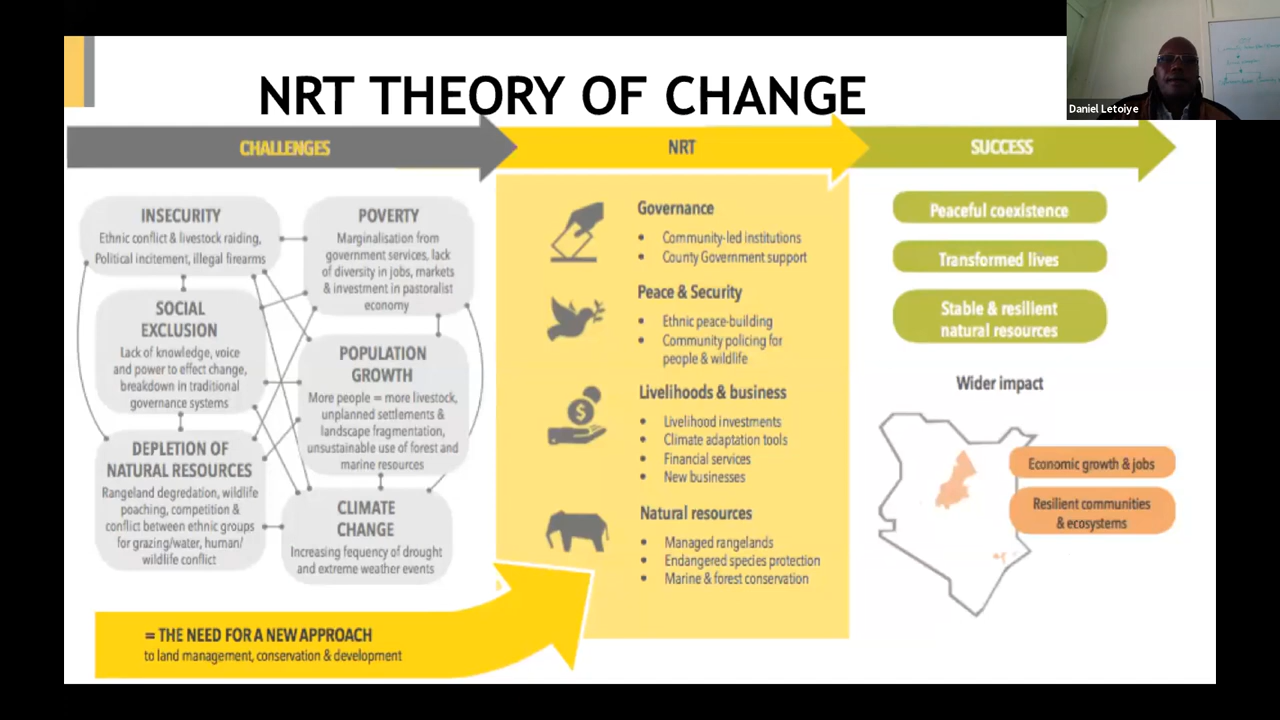 NRT THEORY OF CHANGE
Daniel Letoiye
CHALLENGES
NRT
SUCCESS
INSECURITY
Ethnic conflict & livestock raiding,
Political incitement, illegal firearms
POVERTY
Marginalisation from
government services, lack
of diversity in jobs, markets
& investment in pastoralist
economy
SOCIAL
EXCLUSION
Lack of knowledge, voice
and power to effect change,
breakdown in traditional
governance systems
POPULATION
GROWTH
More people = more livestock,
unplanned settlements &
landscape fragmentation,
unsustainable use of forest and
marine resources
DEPLETION OF
NATURAL RESOURCES
Rangeland degredation, wildlife
poaching, competition &
conflict between ethnic groups
for grazing/water, human/
wildlife conflict
CLIMATE
CHANGE
Increasing fequency of drought
and extreme weather events
= THE NEED FOR A NEW APPROACH
to land management, conservation & development
Governance
• Community-led institutions
• County Government support
Peace & Security
• Ethnic peace-building
• Community policing for
people & wildlife
Livelihoods & business
• Livelihood investments
• Climate adaptation tools
• Financial services
• New businesses
Natural resources
• Managed rangelands
• Endangered species protection
• Marine & forest conservation
Peaceful coexistence
Transformed lives
Stable & resilient
natural resources
Wider impact
Economic growth & jobs
Resilient communities
& ecosystems